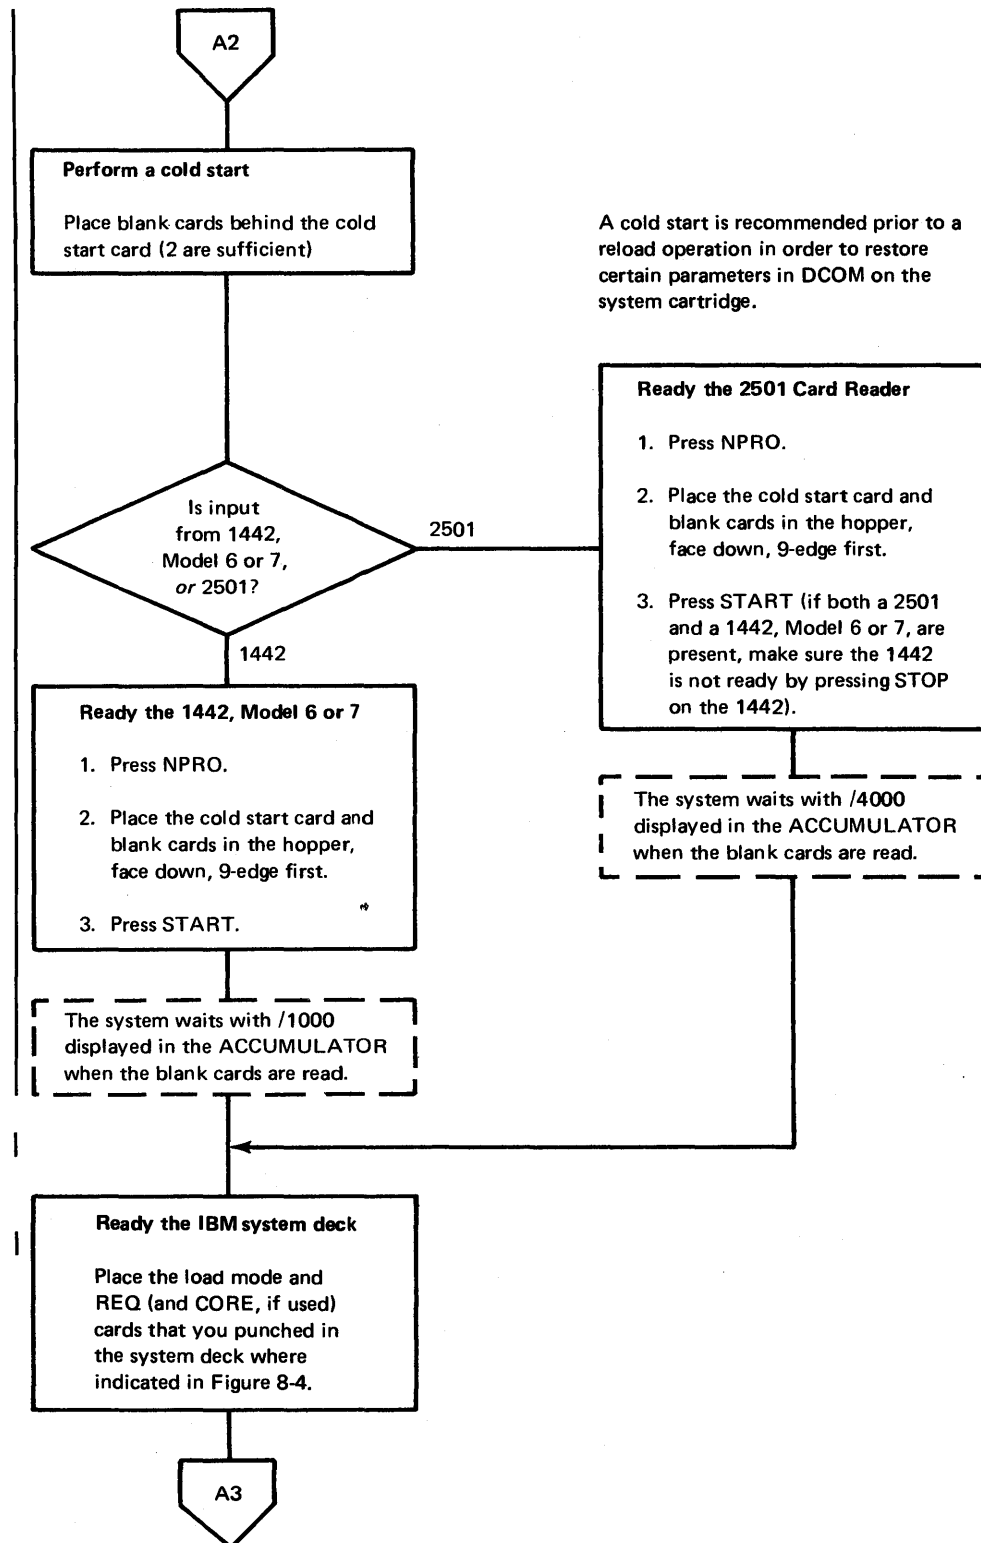 A2
Perform a cold start
Place blank cards behind the cold
start card (2 are sufficient)
A cold start is recommended prior to a
reload operation in order to restore
certain parameters in DCOM on the
system cartridge.
Is input
from 1442,
Model 6 or 7,
or 2501?
2501
1442
Ready the 2501 Card Reader
1. Press NPRO.
2. Place the cold start card and
blank cards in the hopper,
face down, 9-edge first.
3. Press START (if both a 2501
and a 1442, Model 6 or 7, are
present, make sure the 1442
is not ready by pressing STOP
on the 1442).
The system waits with /4000
displayed in the ACCUMULATOR
when the blank cards are read.
Ready the 1442, Model 6 or 7
1. Press NPRO.
2. Place the cold start card and
blank cards in the hopper,
face down, 9-edge first.
3. Press START.
The system waits with /1000
displayed in the ACCUMULATOR
when the blank cards are read.
Ready the IBM system deck
Place the load mode and
REQ (and CORE, if used)
cards that you punched in
the system deck where
indicated in Figure 8-4.
A3